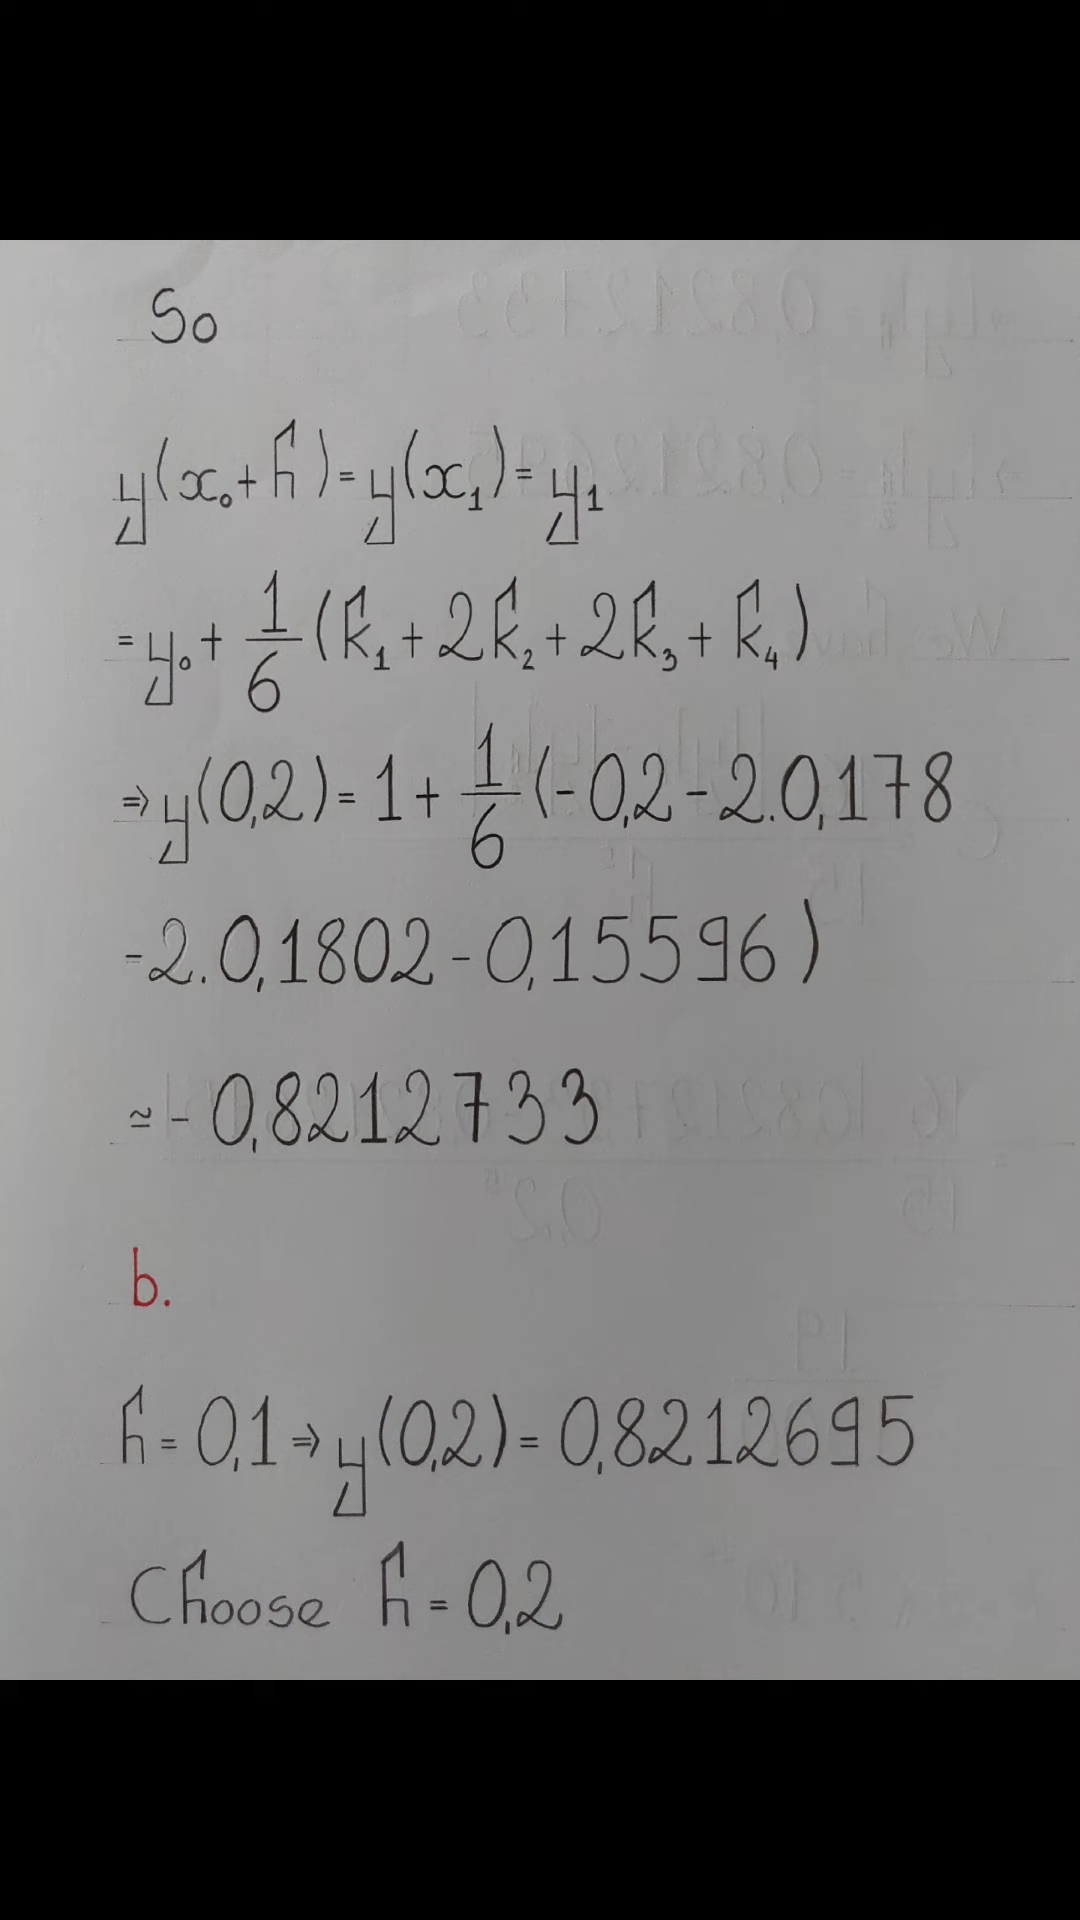 So
y(x₀+h)=y(x₁)=y₁
=y₀+1/6(k₁+2k₂+2k₃+k₄)
⇒y(0,2)=1+1/6(-0,2-2.0,178
-2.0,1802-0,15596)
≃-0,8212733
b.
h=0,1⇒y(0,2)=0,8212695
Choose h=0,2